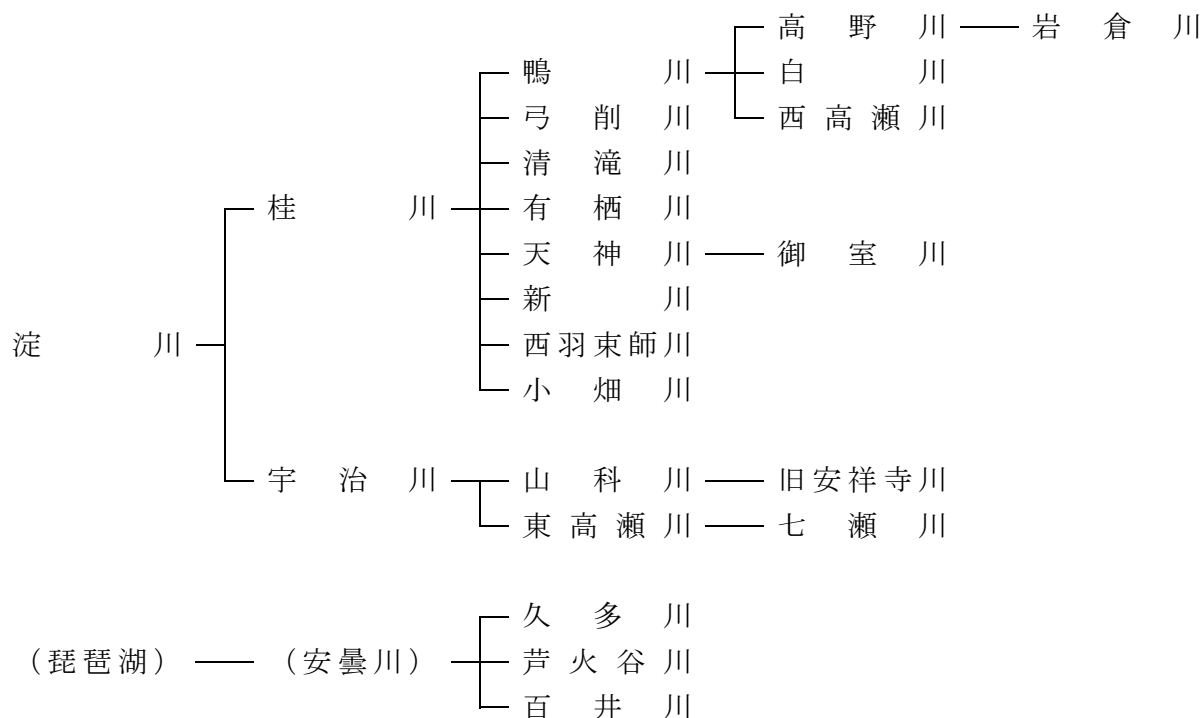 高野川 岩倉川
鴨川 白川
弓削川 西高瀬川
清滝川
桂川 有栖川
天神川 御室川
新川
淀川 西羽束師川
小畑川
宇治川 山科川 旧安祥寺川
東高瀬川 七瀬川
久多川
(琵琶湖) (安曇川) 芦火谷川
百井川